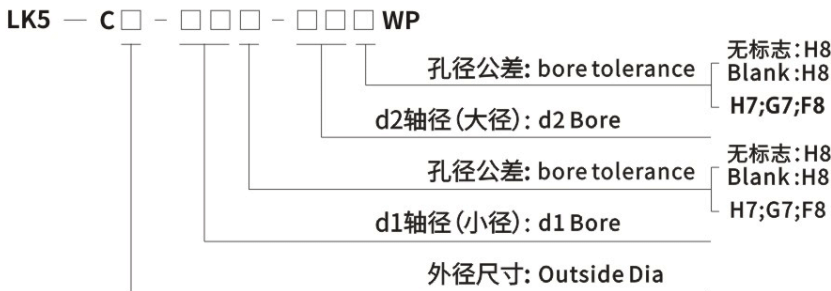 LK5 — C□ - □□□ - □□□ WP
孔径公差: bore tolerance
无标志:H8
Blank:H8
H7;G7;F8
d2轴径(大径): d2 Bore
孔径公差: bore tolerance
无标志:H8
Blank:H8
H7;G7;F8
d1轴径(小径): d1 Bore
外径尺寸: Outside Dia